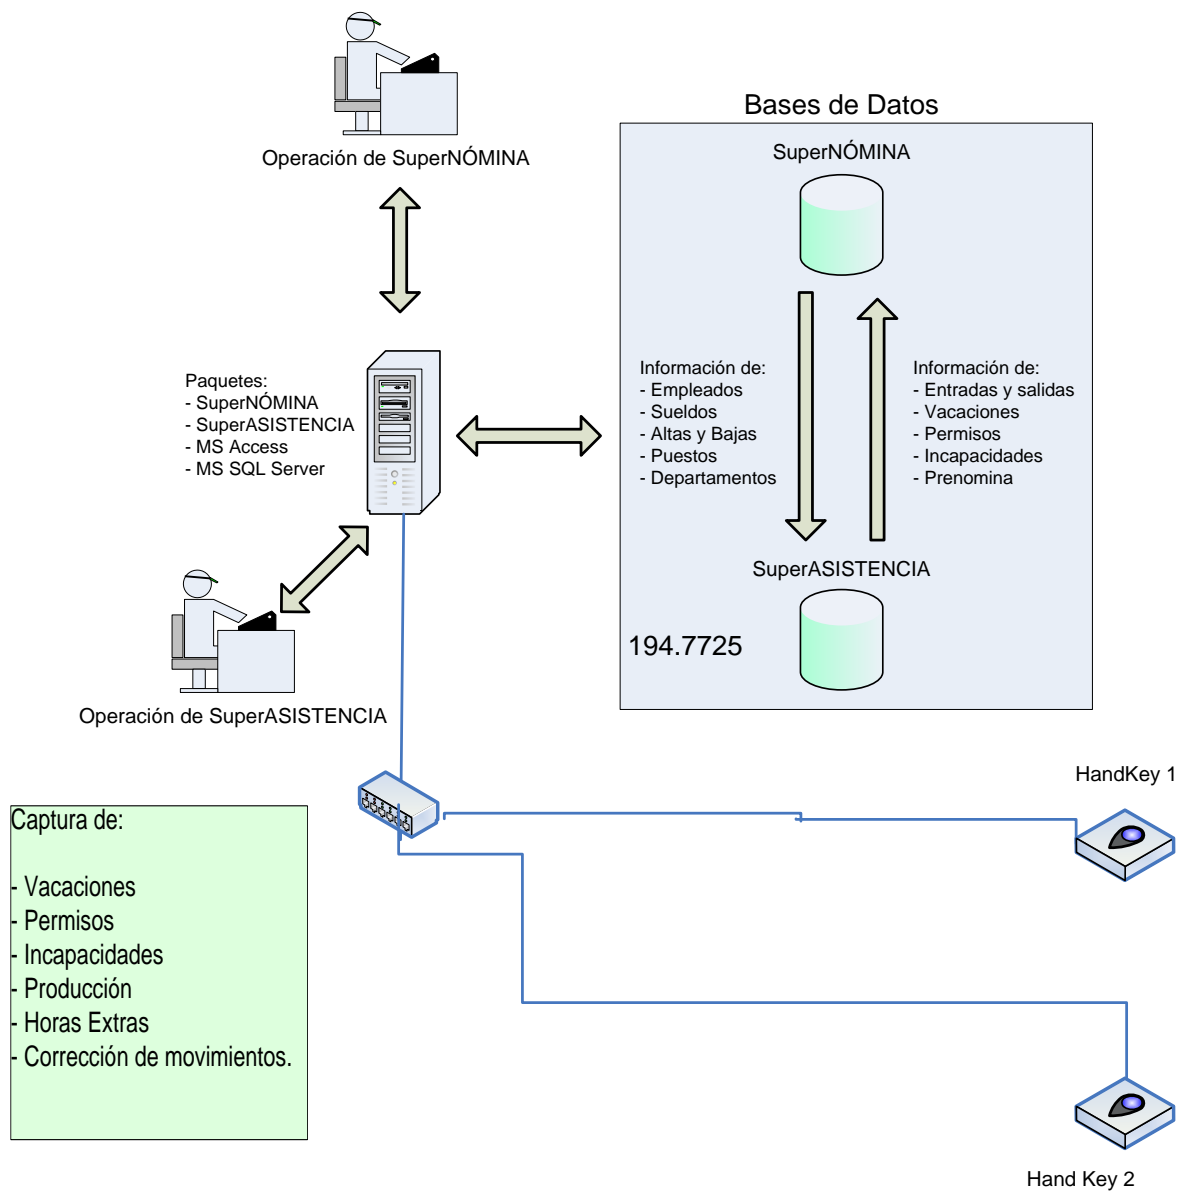 Operación de SuperNÓMINA
Bases de Datos
SuperNÓMINA
Paquetes:
- SuperNÓMINA
- SuperASISTENCIA
- MS Access
- MS SQL Server
Información de:
- Empleados
- Sueldos
- Altas y Bajas
- Puestos
- Departamentos
Información de:
- Entradas y salidas
- Vacaciones
- Permisos
- Incapacidades
- Prenomina
SuperASISTENCIA
194.7725
Operación de SuperASISTENCIA
HandKey 1
Captura de:
- Vacaciones
- Permisos
- Incapacidades
- Producción
- Horas Extras
- Corrección de movimientos.
Hand Key 2